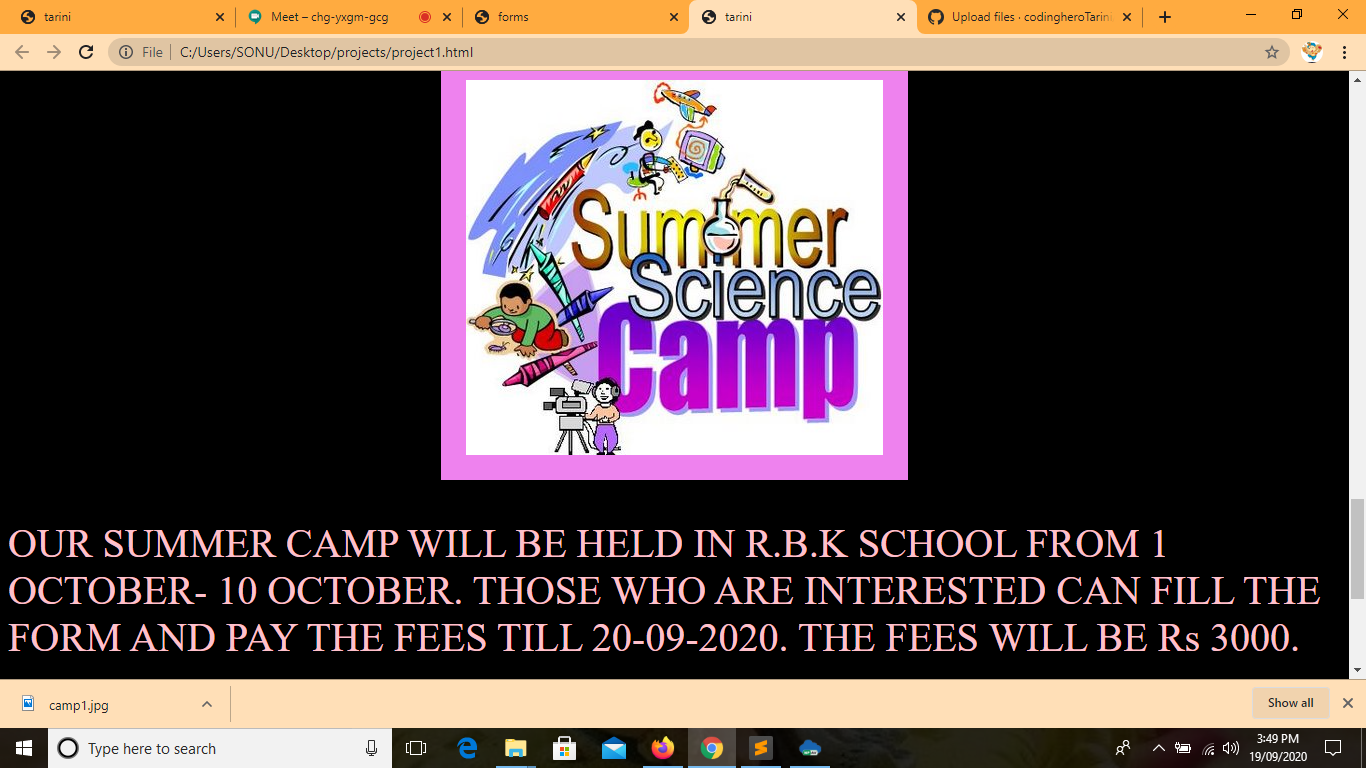 tarini
Meet – chg-yxgm-gcg
forms
tarini
Upload files · codingheroTarini
File
C:/Users/SONU/Desktop/projects/project1.html
Summer
Science
Camp
OUR SUMMER CAMP WILL BE HELD IN R.B.K SCHOOL FROM 1
OCTOBER- 10 OCTOBER. THOSE WHO ARE INTERESTED CAN FILL THE
FORM AND PAY THE FEES TILL 20-09-2020. THE FEES WILL BE Rs 3000.
camp1.jpg
Show all
Type here to search
3:49 PM
19/09/2020